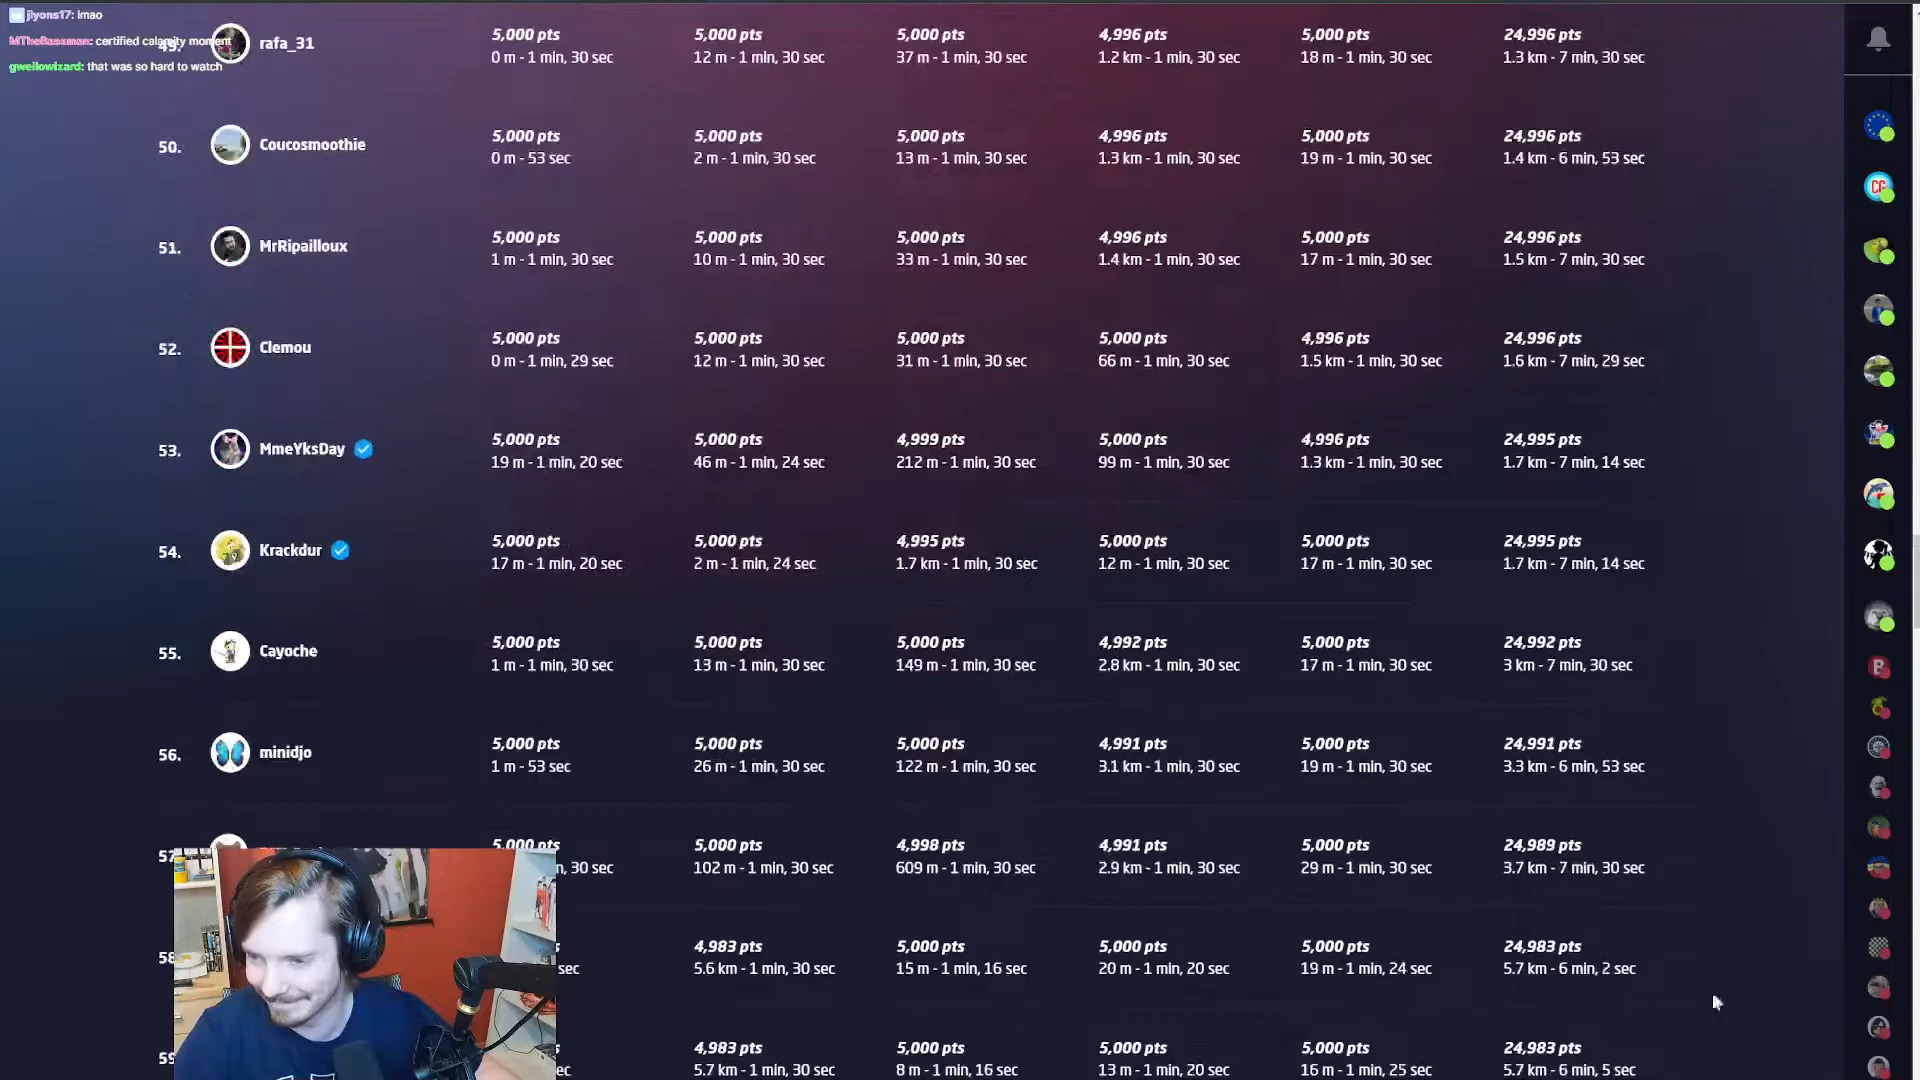 jlyons17: lmao
MTheBassman: certified calamity moment
gwellowizard: that was so hard to watch
49. rafa_31
5,000 pts 5,000 pts 5,000 pts 4,996 pts 5,000 pts 24,996 pts
0 m - 1 min, 30 sec 12 m - 1 min, 30 sec 37 m - 1 min, 30 sec 1.2 km - 1 min, 30 sec 18 m - 1 min, 30 sec 1.3 km - 7 min, 30 sec
50. Coucosmoothie
5,000 pts 5,000 pts 5,000 pts 4,996 pts 5,000 pts 24,996 pts
0 m - 53 sec 2 m - 1 min, 30 sec 13 m - 1 min, 30 sec 1.3 km - 1 min, 30 sec 19 m - 1 min, 30 sec 1.4 km - 6 min, 53 sec
51. MrRipailloux
5,000 pts 5,000 pts 5,000 pts 4,996 pts 5,000 pts 24,996 pts
1 m - 1 min, 30 sec 10 m - 1 min, 30 sec 33 m - 1 min, 30 sec 1.4 km - 1 min, 30 sec 17 m - 1 min, 30 sec 1.5 km - 7 min, 30 sec
52. Clemou
5,000 pts 5,000 pts 5,000 pts 5,000 pts 4,996 pts 24,996 pts
0 m - 1 min, 29 sec 12 m - 1 min, 30 sec 31 m - 1 min, 30 sec 66 m - 1 min, 30 sec 1.5 km - 1 min, 30 sec 1.6 km - 7 min, 29 sec
53. MmeYksDay
5,000 pts 5,000 pts 4,999 pts 5,000 pts 4,996 pts 24,995 pts
19 m - 1 min, 20 sec 46 m - 1 min, 24 sec 212 m - 1 min, 30 sec 99 m - 1 min, 30 sec 1.3 km - 1 min, 30 sec 1.7 km - 7 min, 14 sec
54. Krackdur
5,000 pts 5,000 pts 4,995 pts 5,000 pts 5,000 pts 24,995 pts
17 m - 1 min, 20 sec 2 m - 1 min, 24 sec 1.7 km - 1 min, 30 sec 12 m - 1 min, 30 sec 17 m - 1 min, 30 sec 1.7 km - 7 min, 14 sec
55. Cayoche
5,000 pts 5,000 pts 5,000 pts 4,992 pts 5,000 pts 24,992 pts
1 m - 1 min, 30 sec 13 m - 1 min, 30 sec 149 m - 1 min, 30 sec 2.8 km - 1 min, 30 sec 17 m - 1 min, 30 sec 3 km - 7 min, 30 sec
56. minidjo
5,000 pts 5,000 pts 5,000 pts 4,991 pts 5,000 pts 24,991 pts
1 m - 53 sec 26 m - 1 min, 30 sec 122 m - 1 min, 30 sec 3.1 km - 1 min, 30 sec 19 m - 1 min, 30 sec 3.3 km - 6 min, 53 sec
57
5,000 pts 5,000 pts 4,998 pts 4,991 pts 5,000 pts 24,989 pts
30 sec 102 m - 1 min, 30 sec 609 m - 1 min, 30 sec 2.9 km - 1 min, 30 sec 29 m - 1 min, 30 sec 3.7 km - 7 min, 30 sec
58
4,983 pts 5,000 pts 5,000 pts 5,000 pts 24,983 pts
sec 5.6 km - 1 min, 30 sec 15 m - 1 min, 16 sec 20 m - 1 min, 20 sec 19 m - 1 min, 24 sec 5.7 km - 6 min, 2 sec
59
4,983 pts 5,000 pts 5,000 pts 5,000 pts 24,983 pts
5.7 km - 1 min, 30 sec 8 m - 1 min, 16 sec 13 m - 1 min, 20 sec 16 m - 1 min, 25 sec 5.7 km - 6 min, 5 sec
CG
B